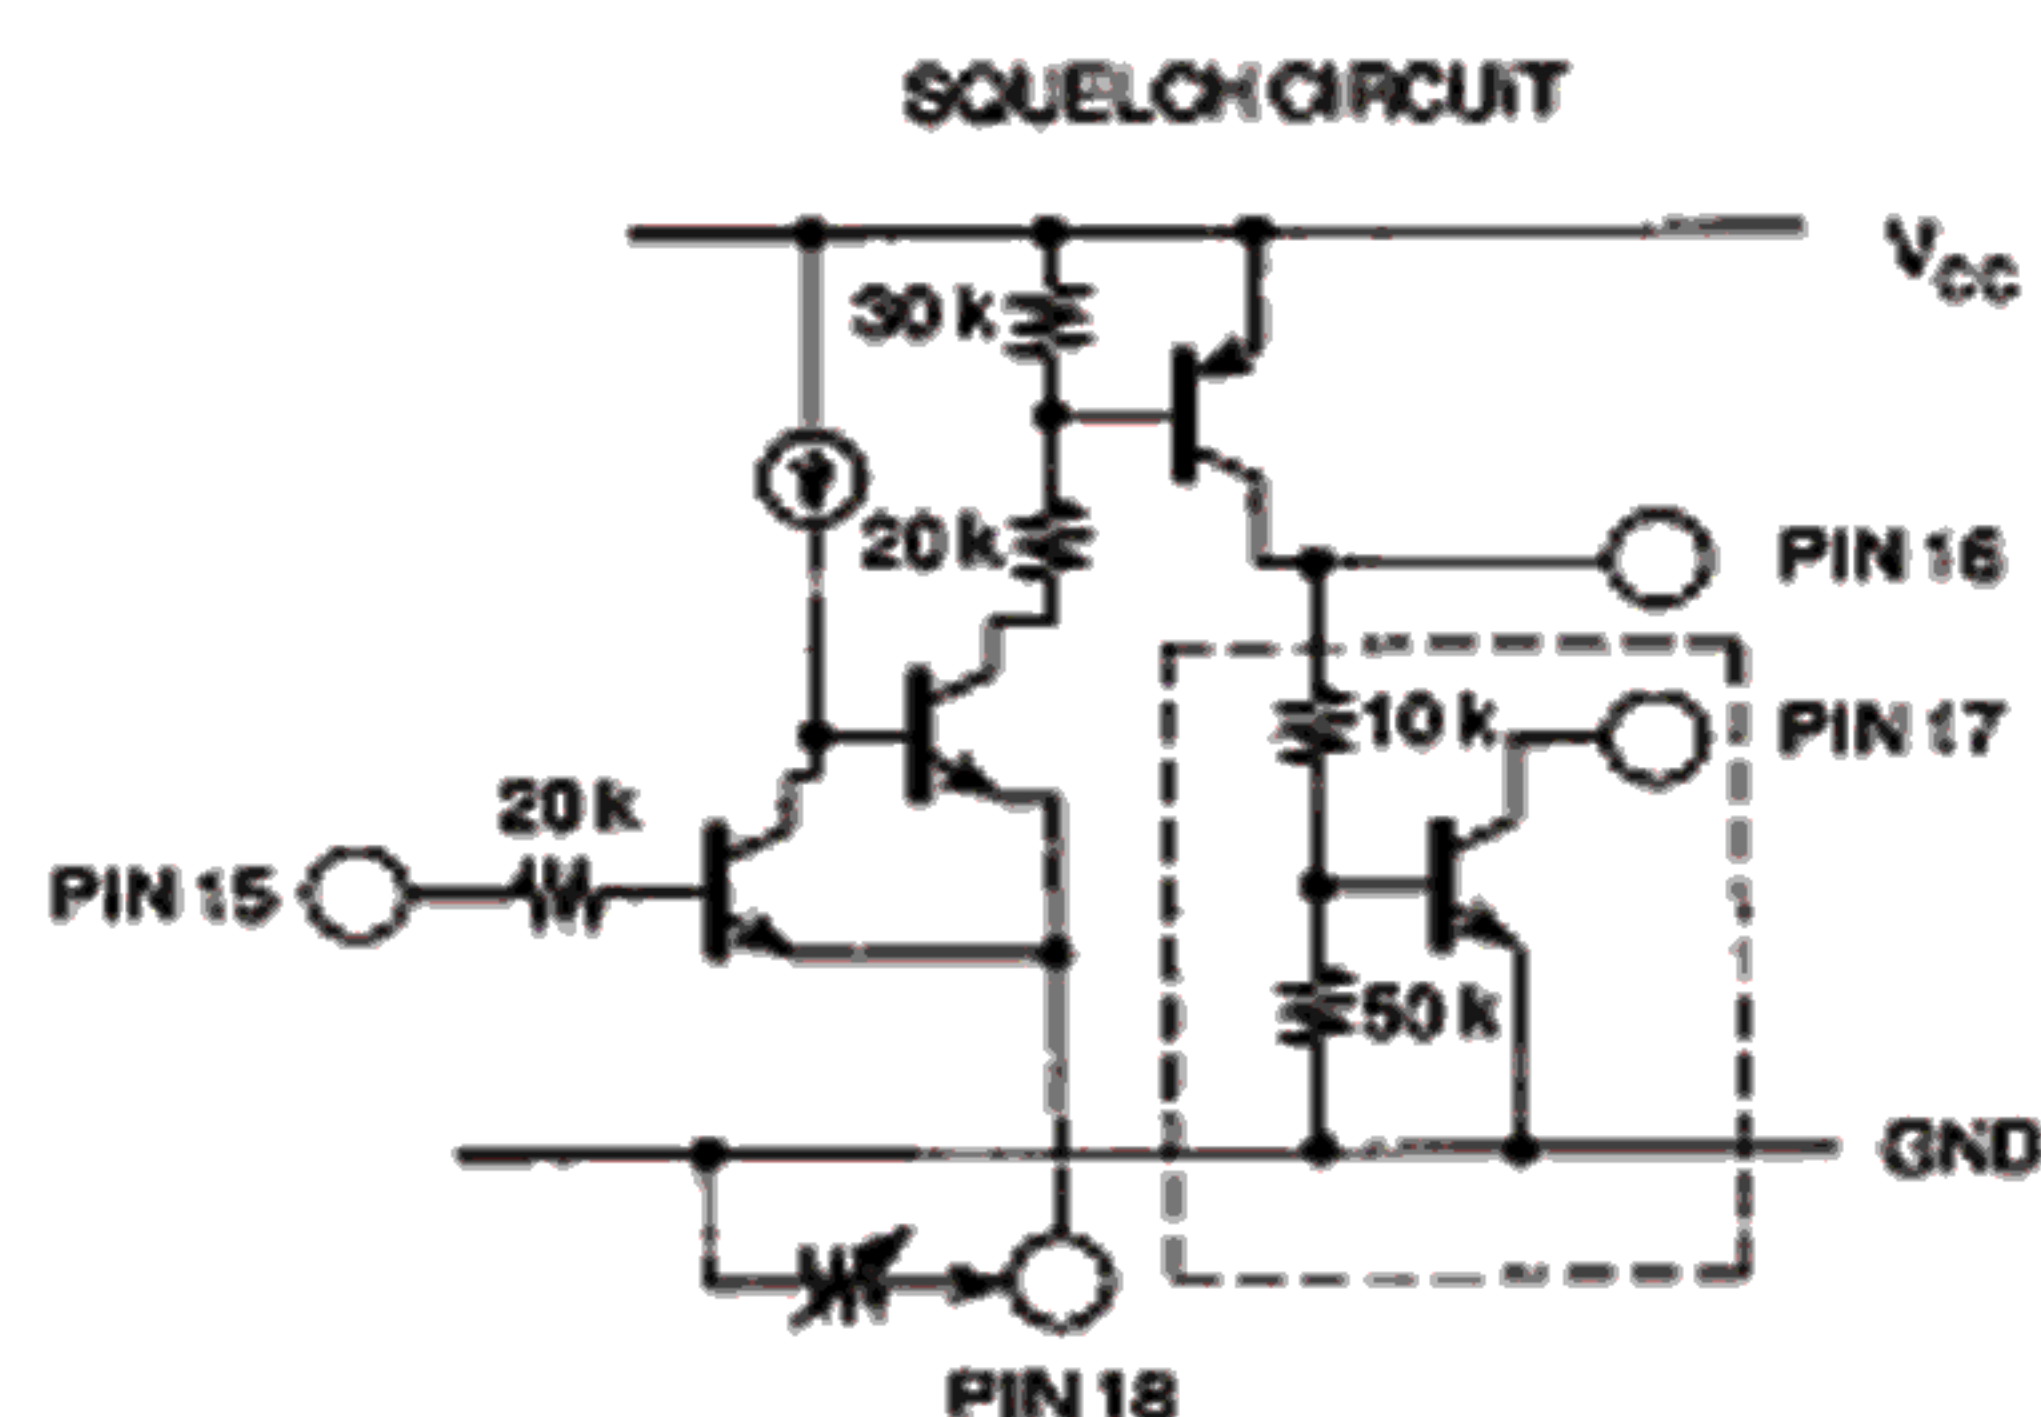 SQUELCH CIRCUIT
VCC
30 k
20 k
PIN 16
10 k
PIN 17
20 k
PIN 15
50 k
GND
PIN 18